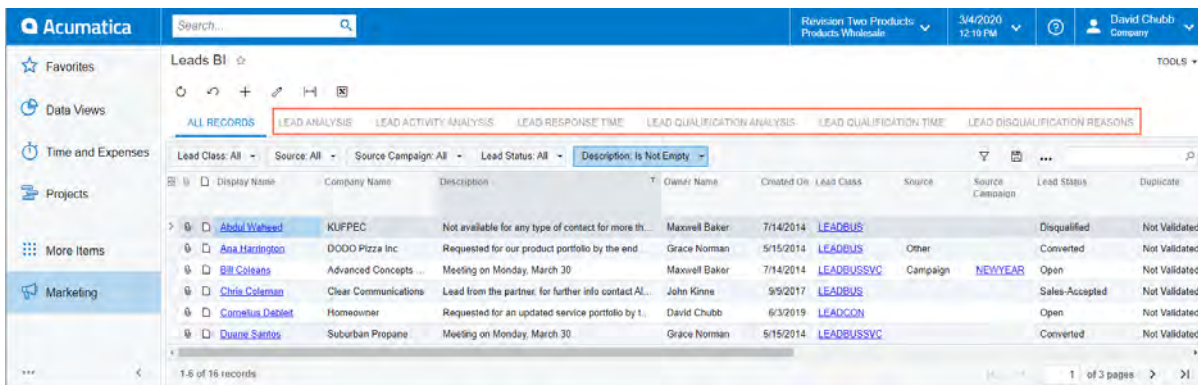 Acumatica
Search...
Revision Two Products
Products Wholesale
3/4/2020
12:10 PM
David Chubb
Company
Favorites
Data Views
Time and Expenses
Projects
More Items
Marketing
Leads BI
TOOLS
ALL RECORDS LEAD ANALYSIS LEAD ACTIVITY ANALYSIS LEAD RESPONSE TIME LEAD QUALIFICATION ANALYSIS LEAD QUALIFICATION TIME LEAD DISQUALIFICATION REASONS
Lead Class: All Source: All Source Campaign: All Lead Status: All Description: Is Not Empty
Display Name Company Name Description Owner Name Created On Lead Class Source Source Campaign Lead Status Duplicate
Abdul Waheed KUFPEC Not available for any type of contact for more th... Maxwell Baker 7/14/2014 LEADBUS Disqualified Not Validated
Ana Harrington DODO Pizza Inc Requested for our product portfolio by the end Grace Norman 5/15/2014 LEADBUS Other Converted Not Validated
Bill Coleans Advanced Concepts ... Meeting on Monday, March 30 Maxwell Baker 7/14/2014 LEADBUSSVC Campaign NEWYEAR Open Not Validated
Chris Coleman Clear Communications Lead from the partner, for further info contact Al... John Kinne 9/9/2017 LEADBUS Sales-Accepted Not Validated
Cornelius Debleit Homeowner Requested for an updated service portfolio by t... David Chubb 6/3/2019 LEADCON Open Not Validated
Duane Santos Suburban Propane Meeting on Monday, March 30 Grace Norman 5/15/2014 LEADBUSSVC Converted Not Validated
1-6 of 16 records
1 of 3 pages